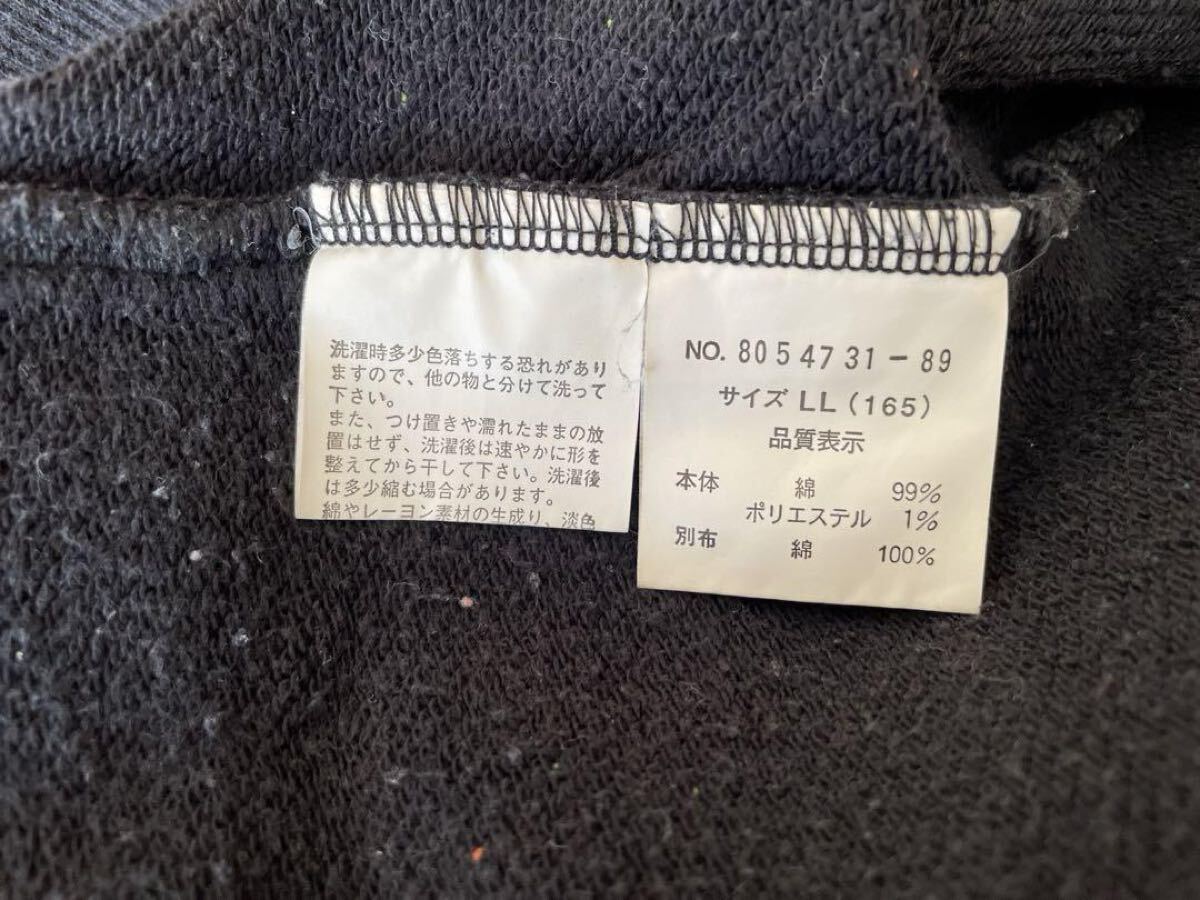 洗濯時多少色落ちする恐れがあり
ますので、他の物と分けて洗って
下さい。
また、つけ置きや濡れたままの放
置はせず、洗濯後は速やかに形を
整えてから干して下さい。洗濯後
は多少縮む場合があります。
綿やレーヨン素材の生成り、淡色
NO. 8054731-89
サイズ LL (165)
品質表示
本体 綿 99%
ポリエステル 1%
別布 綿 100%